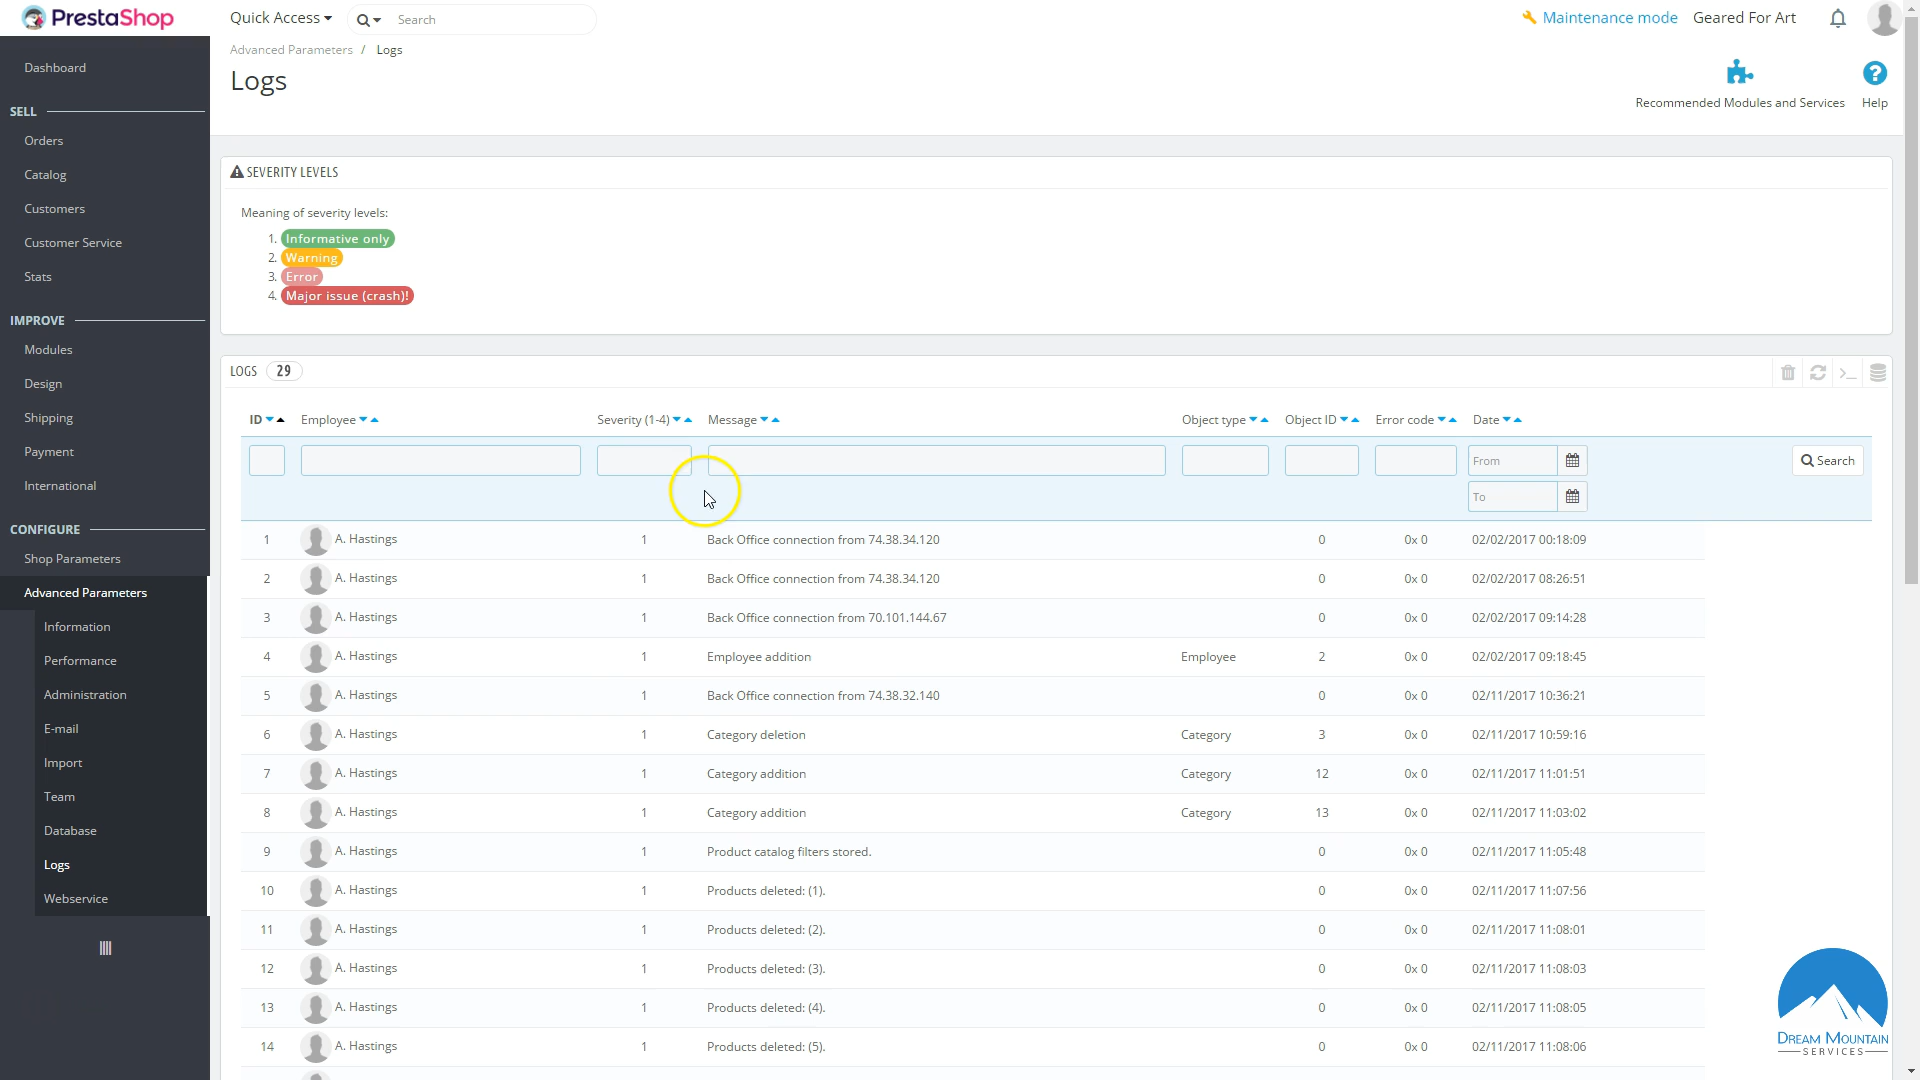 PrestaShop
Quick Access
Search
Maintenance mode
Geared For Art
Advanced Parameters / Logs
Logs
Recommended Modules and Services
Help
Dashboard
SELL
Orders
Catalog
Customers
Customer Service
Stats
IMPROVE
Modules
Design
Shipping
Payment
International
CONFIGURE
Shop Parameters
Advanced Parameters
Information
Performance
Administration
E-mail
Import
Team
Database
Logs
Webservice
SEVERITY LEVELS
Meaning of severity levels:
1. Informative only
2. Warning
3. Error
4. Major issue (crash)!
LOGS 29
ID Employee Severity (1-4) Message Object type Object ID Error code Date
From
Search
To
1 A. Hastings 1 Back Office connection from 74.38.34.120 0 0x 0 02/02/2017 00:18:09
2 A. Hastings 1 Back Office connection from 74.38.34.120 0 0x 0 02/02/2017 08:26:51
3 A. Hastings 1 Back Office connection from 70.101.144.67 0 0x 0 02/02/2017 09:14:28
4 A. Hastings 1 Employee addition Employee 2 0x 0 02/02/2017 09:18:45
5 A. Hastings 1 Back Office connection from 74.38.32.140 0 0x 0 02/11/2017 10:36:21
6 A. Hastings 1 Category deletion Category 3 0x 0 02/11/2017 10:59:16
7 A. Hastings 1 Category addition Category 12 0x 0 02/11/2017 11:01:51
8 A. Hastings 1 Category addition Category 13 0x 0 02/11/2017 11:03:02
9 A. Hastings 1 Product catalog filters stored. 0 0x 0 02/11/2017 11:05:48
10 A. Hastings 1 Products deleted: (1). 0 0x 0 02/11/2017 11:07:56
11 A. Hastings 1 Products deleted: (2). 0 0x 0 02/11/2017 11:08:01
12 A. Hastings 1 Products deleted: (3). 0 0x 0 02/11/2017 11:08:03
13 A. Hastings 1 Products deleted: (4). 0 0x 0 02/11/2017 11:08:05
14 A. Hastings 1 Products deleted: (5). 0 0x 0 02/11/2017 11:08:06
DREAM MOUNTAIN
SERVICES